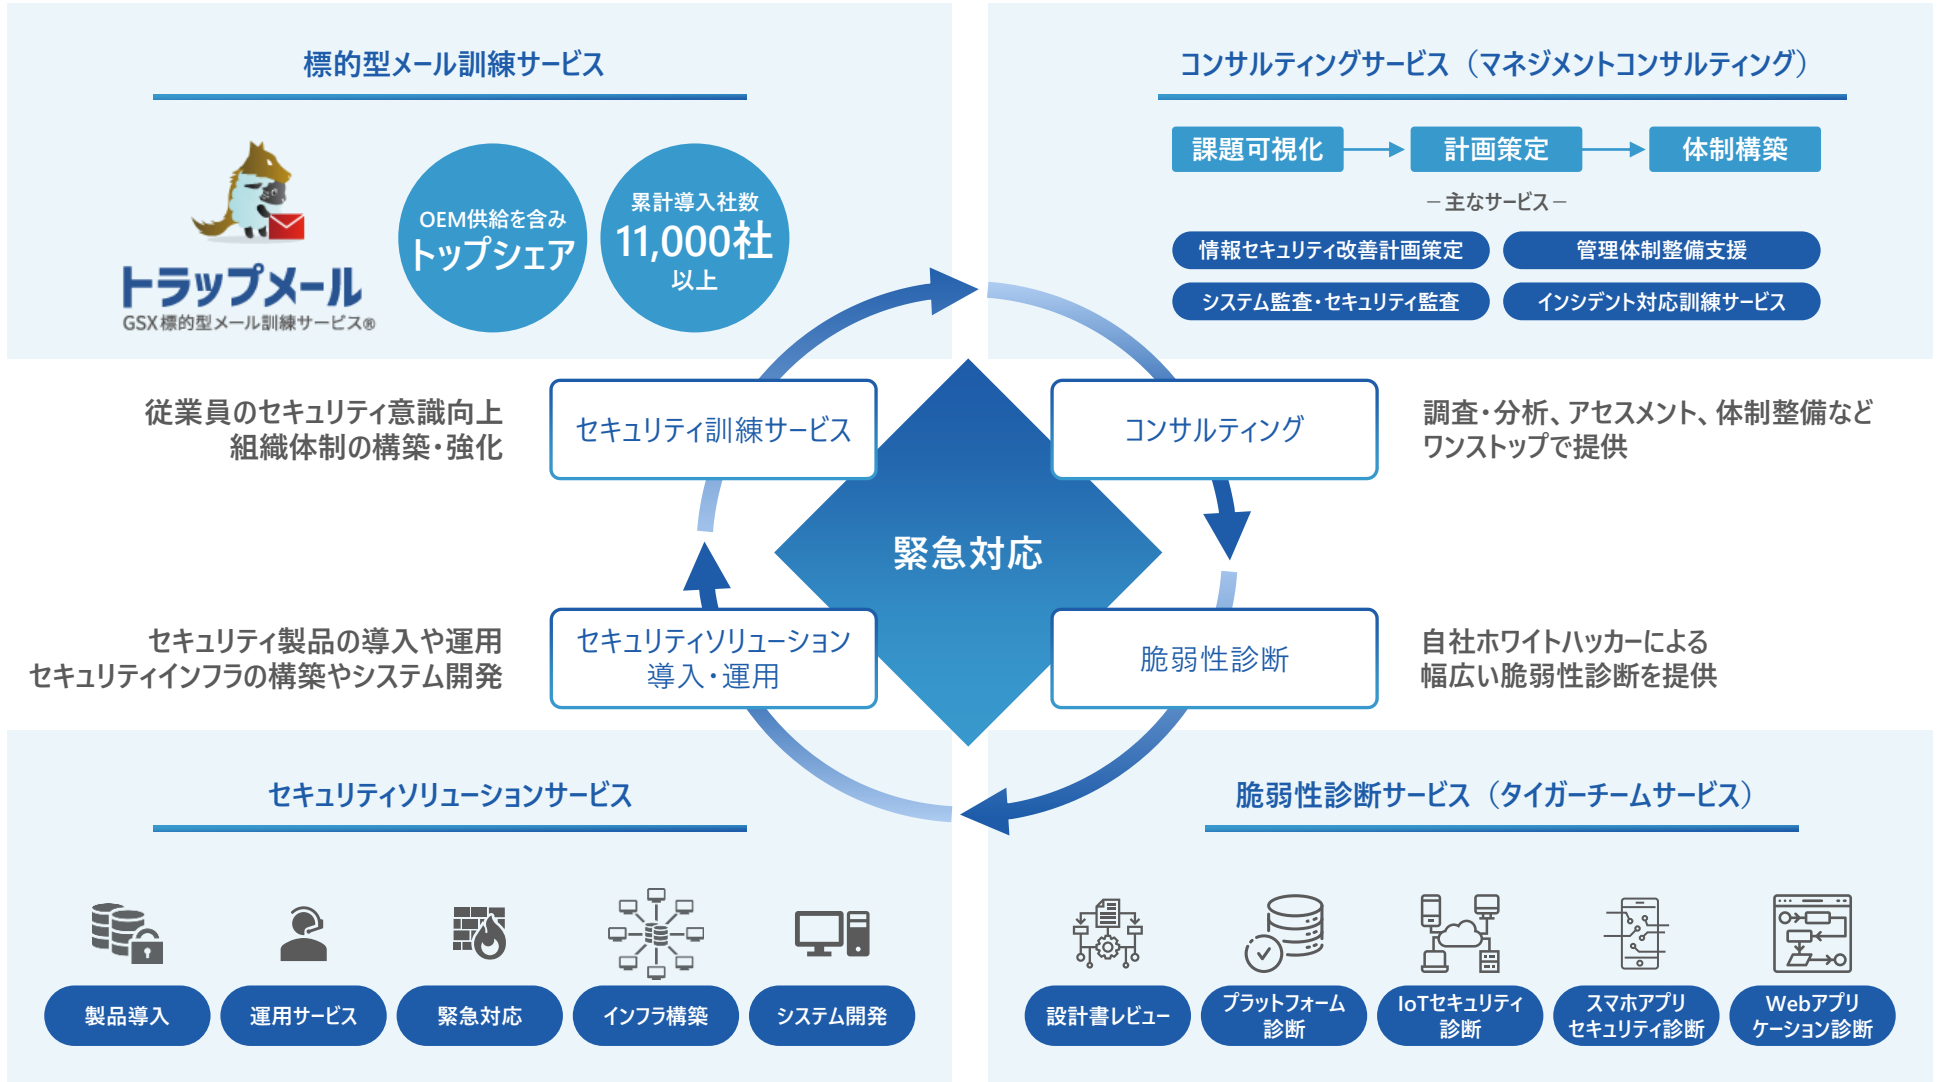 標的型メール訓練サービス
トラップメール
GSX標的型メール訓練サービス®
OEM供給を含み
トップシェア
累計導入社数
11,000社
以上
コンサルティングサービス（マネジメントコンサルティング）
課題可視化
計画策定
体制構築
－主なサービス－
情報セキュリティ改善計画策定
管理体制整備支援
システム監査・セキュリティ監査
インシデント対応訓練サービス
従業員のセキュリティ意識向上
組織体制の構築・強化
セキュリティ訓練サービス
コンサルティング
調査・分析、アセスメント、体制整備など
ワンストップで提供
緊急対応
セキュリティ製品の導入や運用
セキュリティインフラの構築やシステム開発
セキュリティソリューション
導入・運用
脆弱性診断
自社ホワイトハッカーによる
幅広い脆弱性診断を提供
セキュリティソリューションサービス
製品導入
運用サービス
緊急対応
インフラ構築
システム開発
脆弱性診断サービス（タイガーチームサービス）
設計書レビュー
プラットフォーム
診断
IoTセキュリティ
診断
スマホアプリ
セキュリティ診断
Webアプリ
ケーション診断